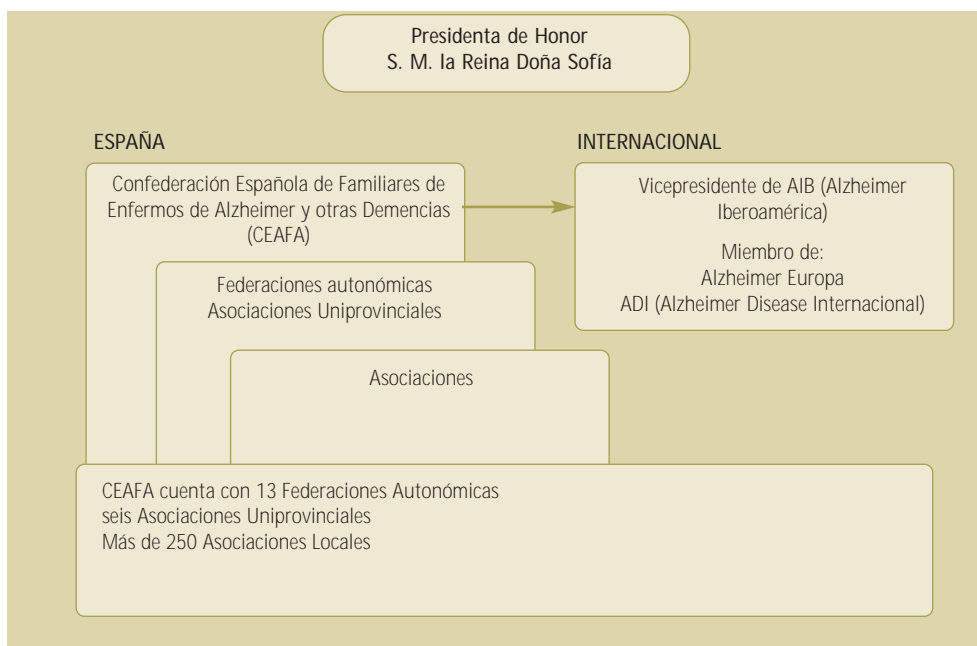 Presidenta de Honor
S. M. la Reina Doña Sofía
ESPAÑA
Confederación Española de Familiares de
Enfermos de Alzheimer y otras Demencias
(CEAFA)
Federaciones autonómicas
Asociaciones Uniprovinciales
Asociaciones
INTERNACIONAL
Vicepresidente de AIB (Alzheimer
Iberoamérica)
Miembro de:
Alzheimer Europa
ADI (Alzheimer Disease Internacional)
CEAFA cuenta con 13 Federaciones Autonómicas
seis Asociaciones Uniprovinciales
Más de 250 Asociaciones Locales